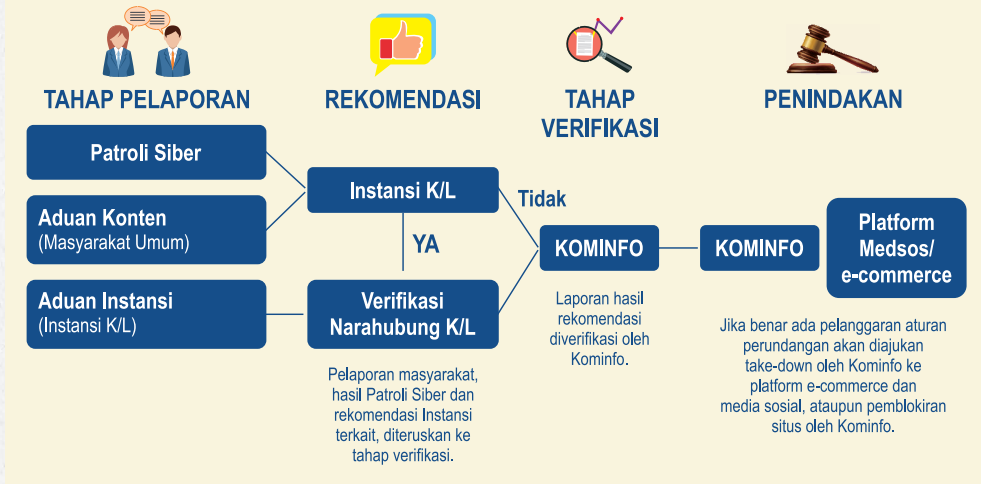 TAHAP PELAPORAN
REKOMENDASI
TAHAP
VERIFIKASI
PENINDAKAN
Patroli Siber
Aduan Konten
(Masyarakat Umum)
Aduan Instansi
(Instansi K/L)
Instansi K/L
YA
Tidak
Verifikasi
Narahubung K/L
Pelaporan masyarakat,
hasil Patroli Siber dan
rekomendasi Instansi
terkait, diteruskan ke
tahap verifikasi.
KOMINFO
Laporan hasil
rekomendasi
diverifikasi oleh
Kominfo.
KOMINFO
Platform
Medsos/
e-commerce
Jika benar ada pelanggaran aturan
perundangan akan diajukan
take-down oleh Kominfo ke
platform e-commerce dan
media sosial, ataupun pemblokiran
situs oleh Kominfo.